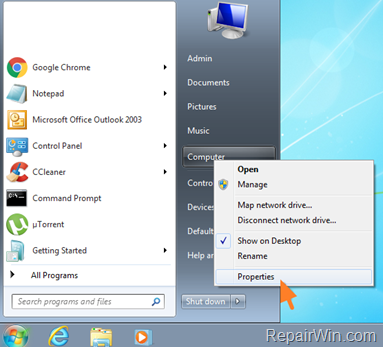 Google Chrome
Notepad
Microsoft Office Outlook 2003
Control Panel
CCleaner
Command Prompt
µTorrent
Getting Started
All Programs
Search programs and files
Admin
Documents
Pictures
Music
Computer
Contro
Devices
Default
Help an
Shut down
Open
Manage
Map network drive...
Disconnect network drive...
Show on Desktop
Rename
Properties
RepairWin.com